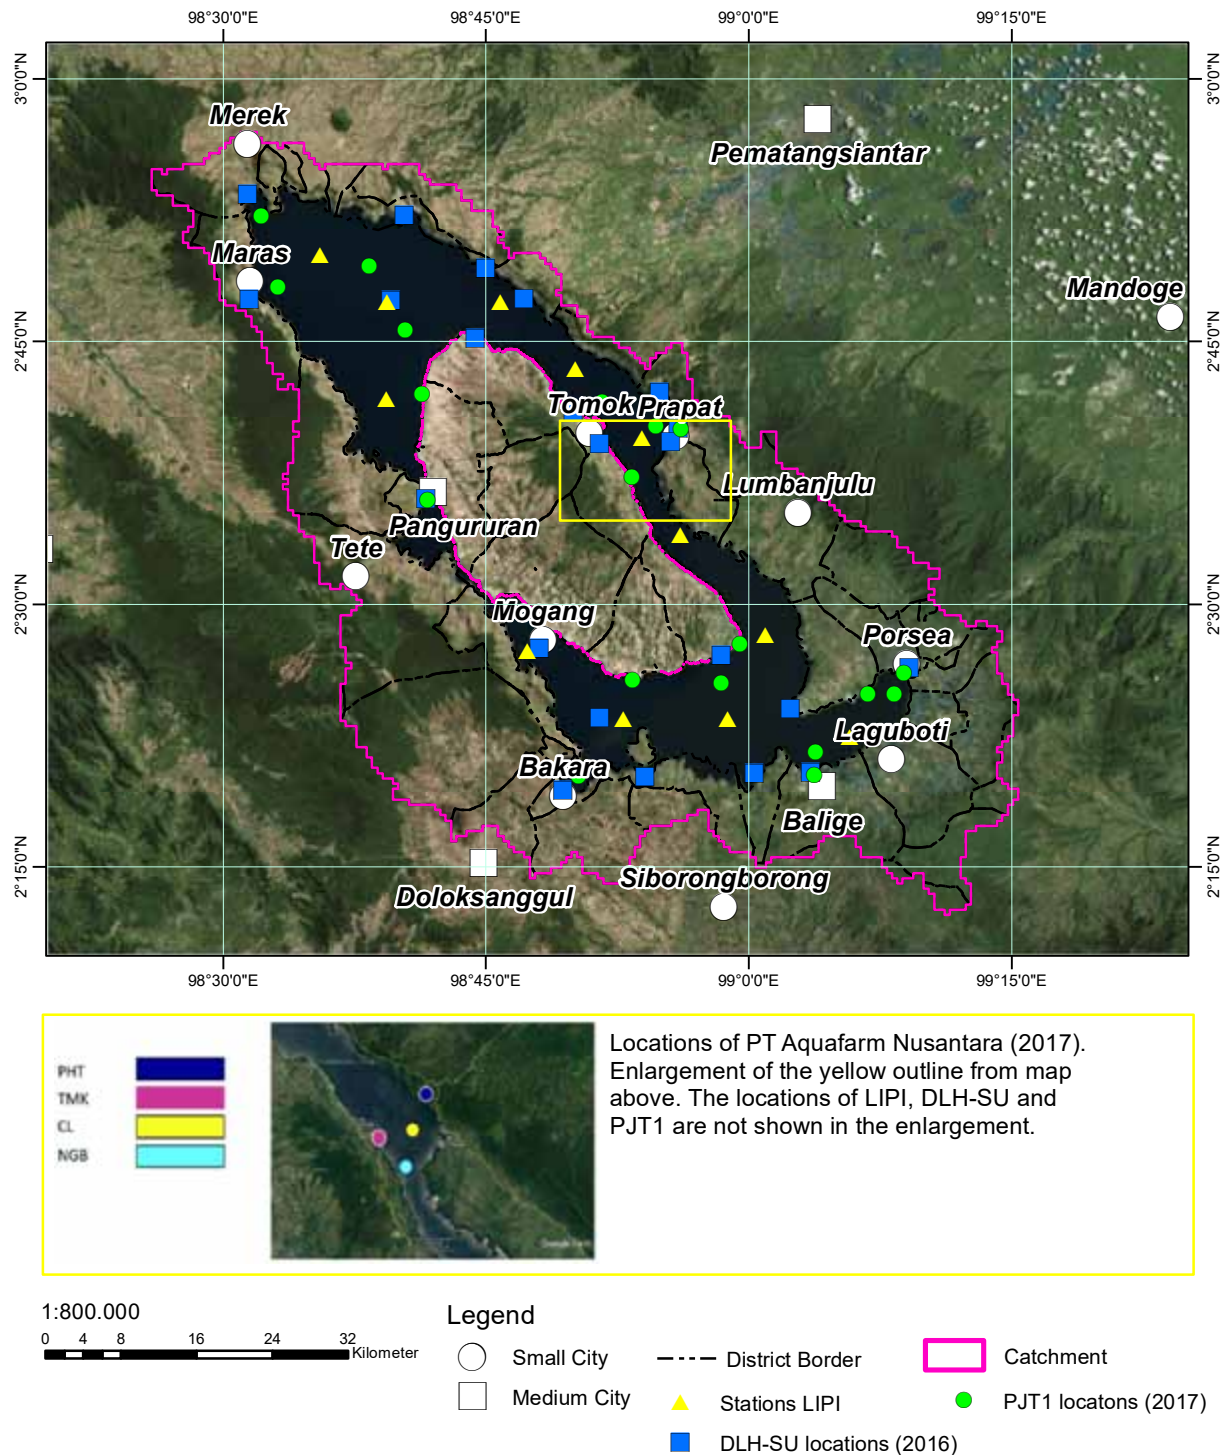 98°30'0"E 98°45'0"E 99°0'0"E 99°15'0"E
3°0'0"N 3°0'0"N
Merek
Pematangsiantar
Maras
Mandoge
2°45'0"N 2°45'0"N
Tomok Prapat
Lumbanjulu
Pangururan
Tete
2°30'0"N 2°30'0"N
Mogang
Porsea
Laguboti
Bakara
Balige
2°15'0"N 2°15'0"N
Siborongborong
Doloksanggul
98°30'0"E 98°45'0"E 99°0'0"E 99°15'0"E
PHT
TMK
CL
NGB
Locations of PT Aquafarm Nusantara (2017).
Enlargement of the yellow outline from map
above. The locations of LIPI, DLH-SU and
PJT1 are not shown in the enlargement.
1:800.000
0 4 8 16 24 32
Kilometer
Legend
Small City
Medium City
District Border
Stations LIPI
DLH-SU locations (2016)
Catchment
PJT1 locatons (2017)